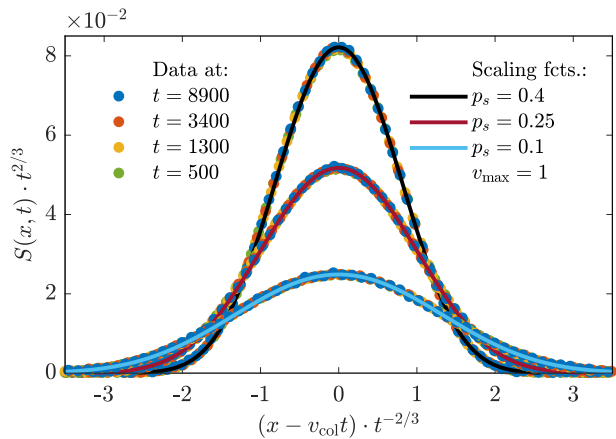 ×10⁻²
8
6
4
2
0
S(x, t) · t^{2/3}
Data at:
t = 8900
t = 3400
t = 1300
t = 500
Scaling fcts.:
p_s = 0.4
p_s = 0.25
p_s = 0.1
v_max = 1
-3 -2 -1 0 1 2 3
(x − v_col t) · t^{−2/3}